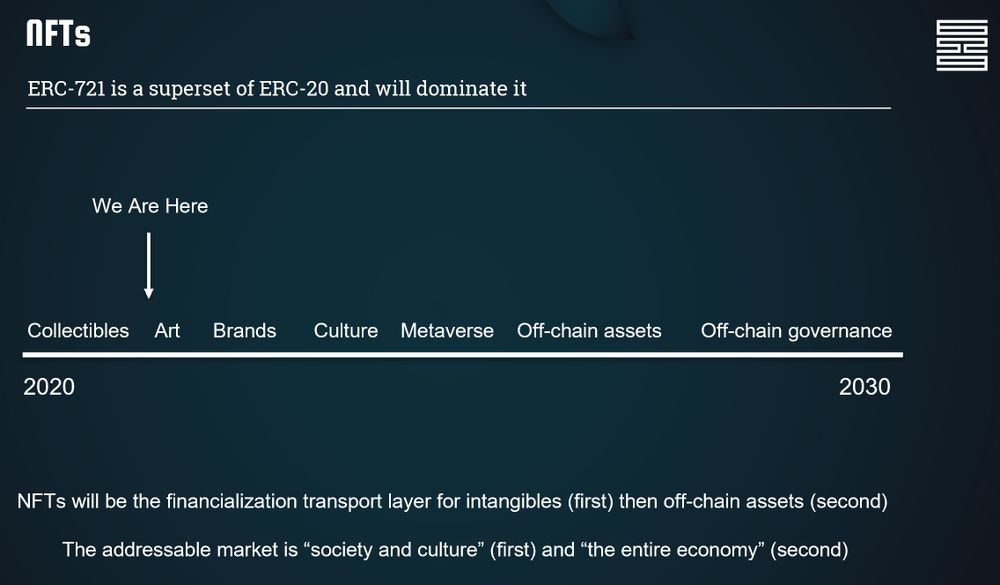 NFTs
ERC-721 is a superset of ERC-20 and will dominate it
We Are Here
Collectibles Art Brands Culture Metaverse Off-chain assets Off-chain governance
2020 2030
NFTs will be the financialization transport layer for intangibles (first) then off-chain assets (second)
The addressable market is “society and culture” (first) and “the entire economy” (second)